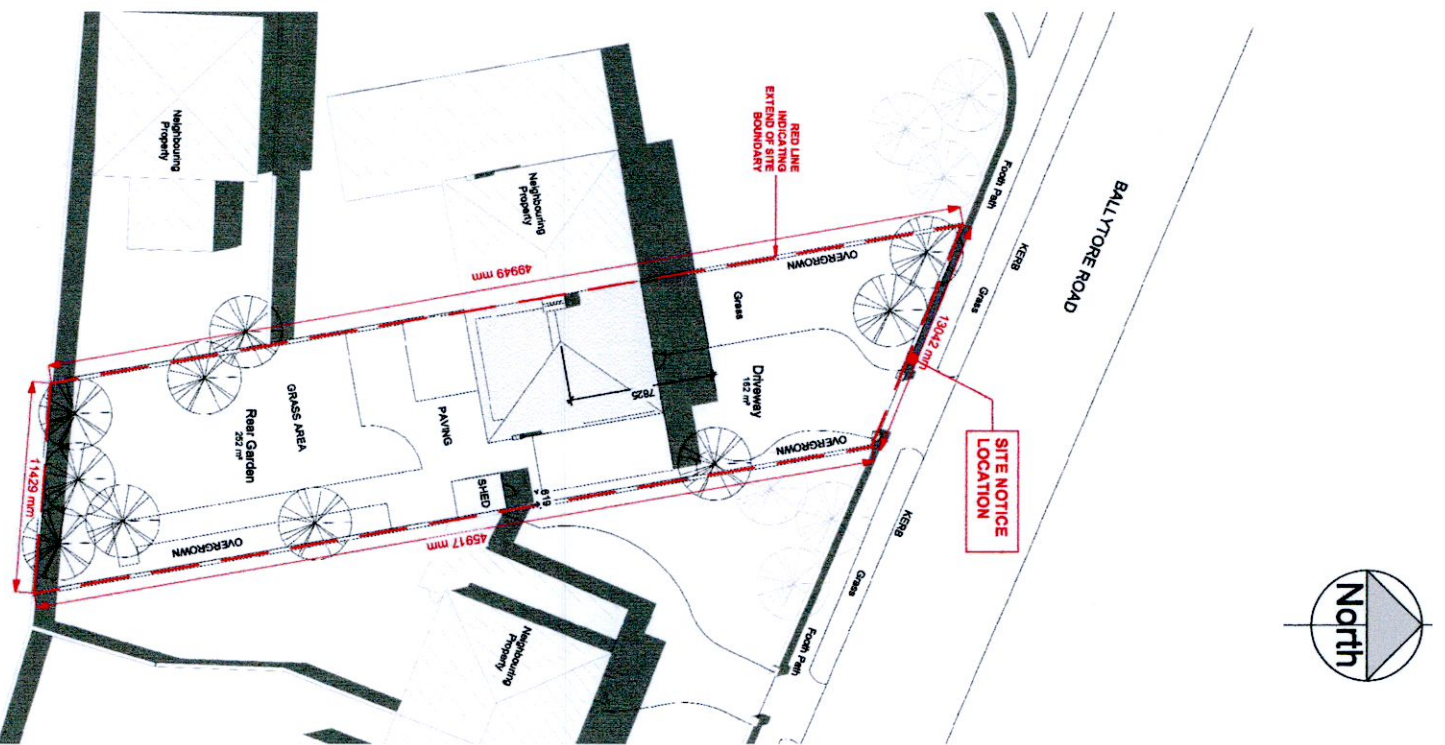 BALLYTORE ROAD
Footh Path
KERB
Grass
RED LINE
INDICATING
EXTEND OF SITE
BOUNDARY
OVERGROWN
13042 mm
SITE NOTICE
LOCATION
Grass
Driveway
162 m²
OVERGROWN
KERB
Grass
Footh Path
7825
49949 mm
Neighbouring
Property
Neighbouring
Property
PAVING
SHED
619
45917 mm
GRASS AREA
Rear Garden
252 m²
OVERGROWN
11429 mm
Neighbouring
Property
North